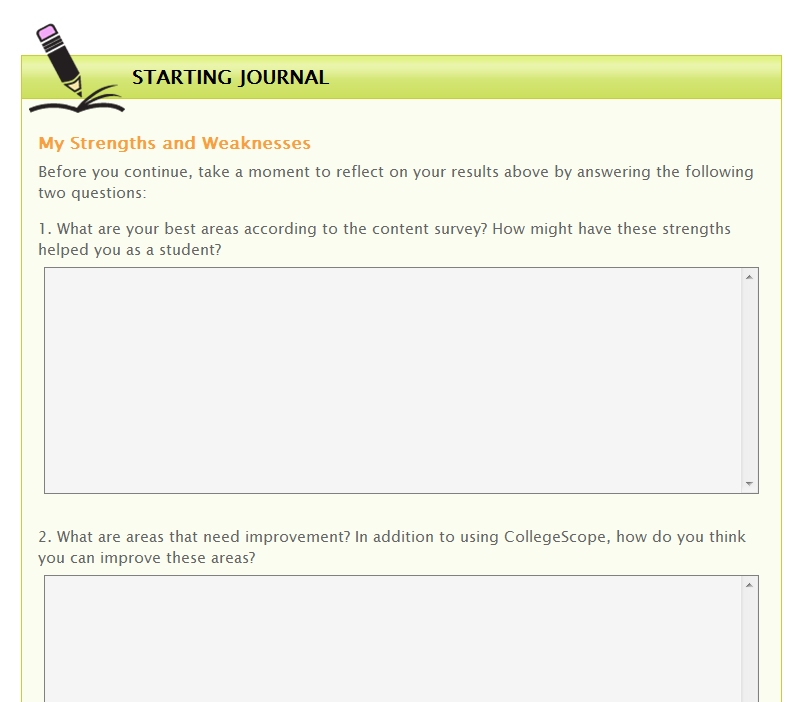 STARTING JOURNAL
My Strengths and Weaknesses
Before you continue, take a moment to reflect on your results above by answering the following
two questions:
1. What are your best areas according to the content survey? How might have these strengths
helped you as a student?
2. What are areas that need improvement? In addition to using CollegeScope, how do you think
you can improve these areas?